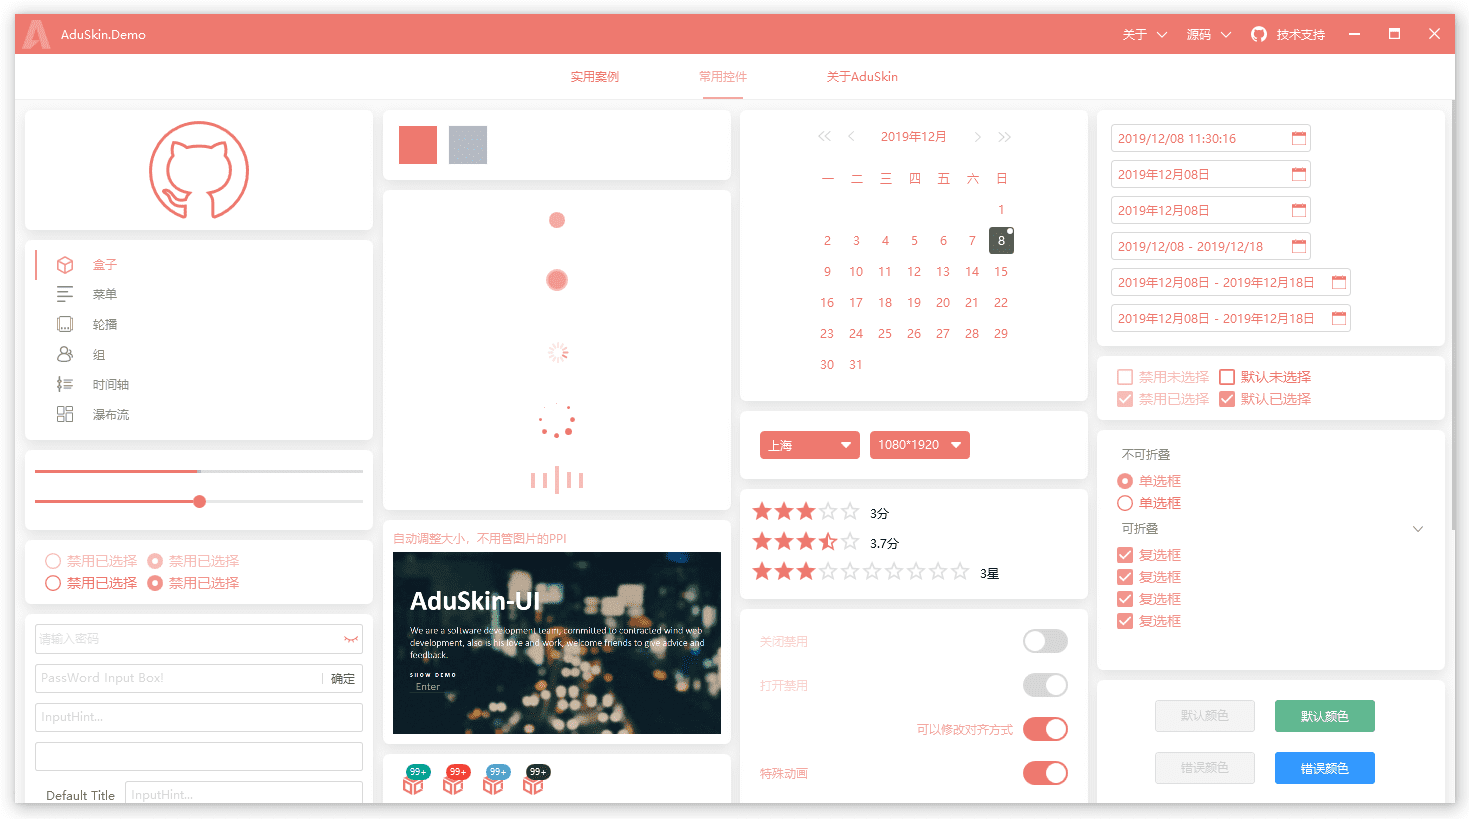 AduSkin.Demo
关于
源码
技术支持
实用案例
常用控件
关于AduSkin
盒子
菜单
轮播
组
时间轴
瀑布流
禁用已选择 禁用已选择
禁用已选择 禁用已选择
请输入密码
PassWord Input Box!
确定
InputHint...
Default Title
InputHint...
自动调整大小，不用管图片的PPI
AduSkin-UI
We are a software development team, committed to contracted wind web
development, also is his love and work, welcome friends to give advice and
feedback.
SHOW DEMO
Enter
99+ 99+ 99+ 99+
2019年12月
一 二 三 四 五 六 日
1
2 3 4 5 6 7 8
9 10 11 12 13 14 15
16 17 18 19 20 21 22
23 24 25 26 27 28 29
30 31
上海
1080*1920
3分
3.7分
3星
关闭禁用
打开禁用
可以修改对齐方式
特殊动画
2019/12/08 11:30:16
2019年12月08日
2019年12月08日
2019/12/08 - 2019/12/18
2019年12月08日 - 2019年12月18日
2019年12月08日 - 2019年12月18日
禁用未选择 默认未选择
禁用已选择 默认已选择
不可折叠
单选框
单选框
可折叠
复选框
复选框
复选框
复选框
默认颜色
默认颜色
错误颜色
错误颜色